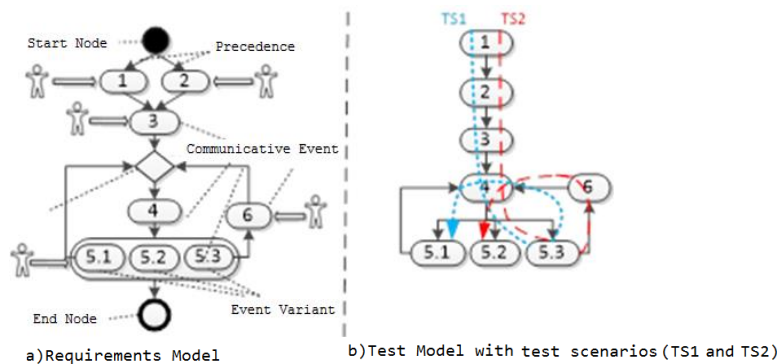 Start Node
Precedence
1
2
3
Communicative Event
4
6
5.1
5.2
5.3
Event Variant
End Node
a)Requirements Model
TS1
TS2
1
2
3
4
6
5.1
5.2
5.3
b)Test Model with test scenarios(TS1 and TS2)